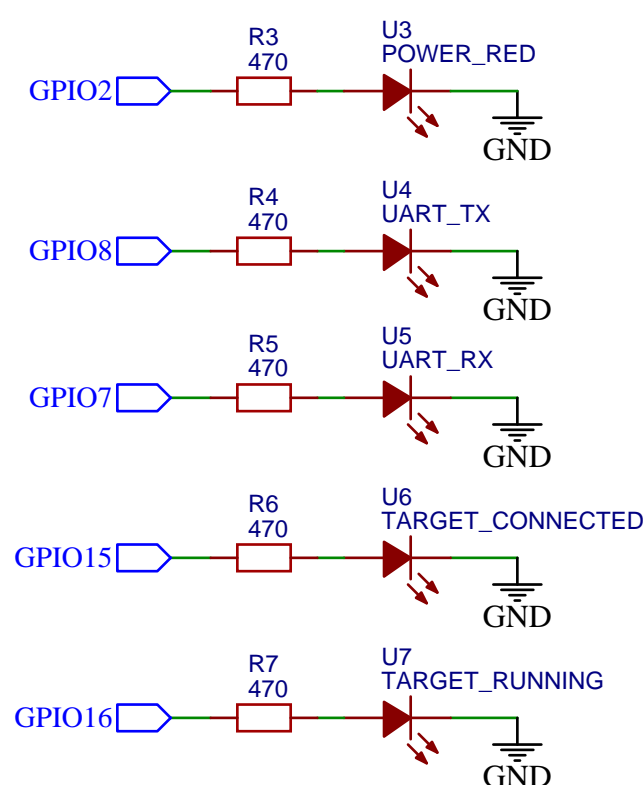 R3
470
U3
POWER_RED
GPIO2
GND
R4
470
U4
UART_TX
GPIO8
GND
R5
470
U5
UART_RX
GPIO7
GND
R6
470
U6
TARGET_CONNECTED
GPIO15
GND
R7
470
U7
TARGET_RUNNING
GPIO16
GND